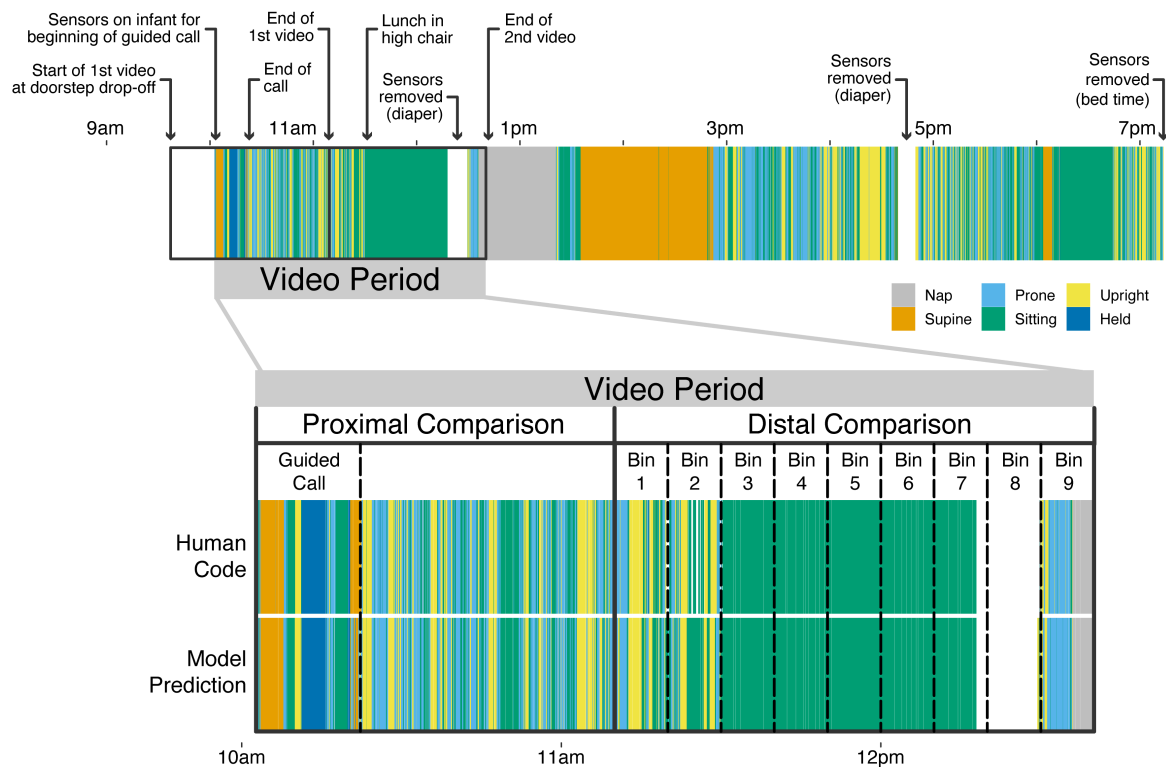 Sensors on infant for
beginning of guided call
End of
1st video
Lunch in
high chair
End of
2nd video
Start of 1st video
at doorstep drop-off
End of
call
Sensors
removed
(diaper)
Sensors
removed
(diaper)
Sensors
removed
(bed time)
9am
11am
1pm
3pm
5pm
7pm
Video Period
Nap
Prone
Upright
Supine
Sitting
Held
Video Period
Proximal Comparison
Distal Comparison
Guided
Call
Bin
1
Bin
2
Bin
3
Bin
4
Bin
5
Bin
6
Bin
7
Bin
8
Bin
9
Human
Code
Model
Prediction
10am
11am
12pm